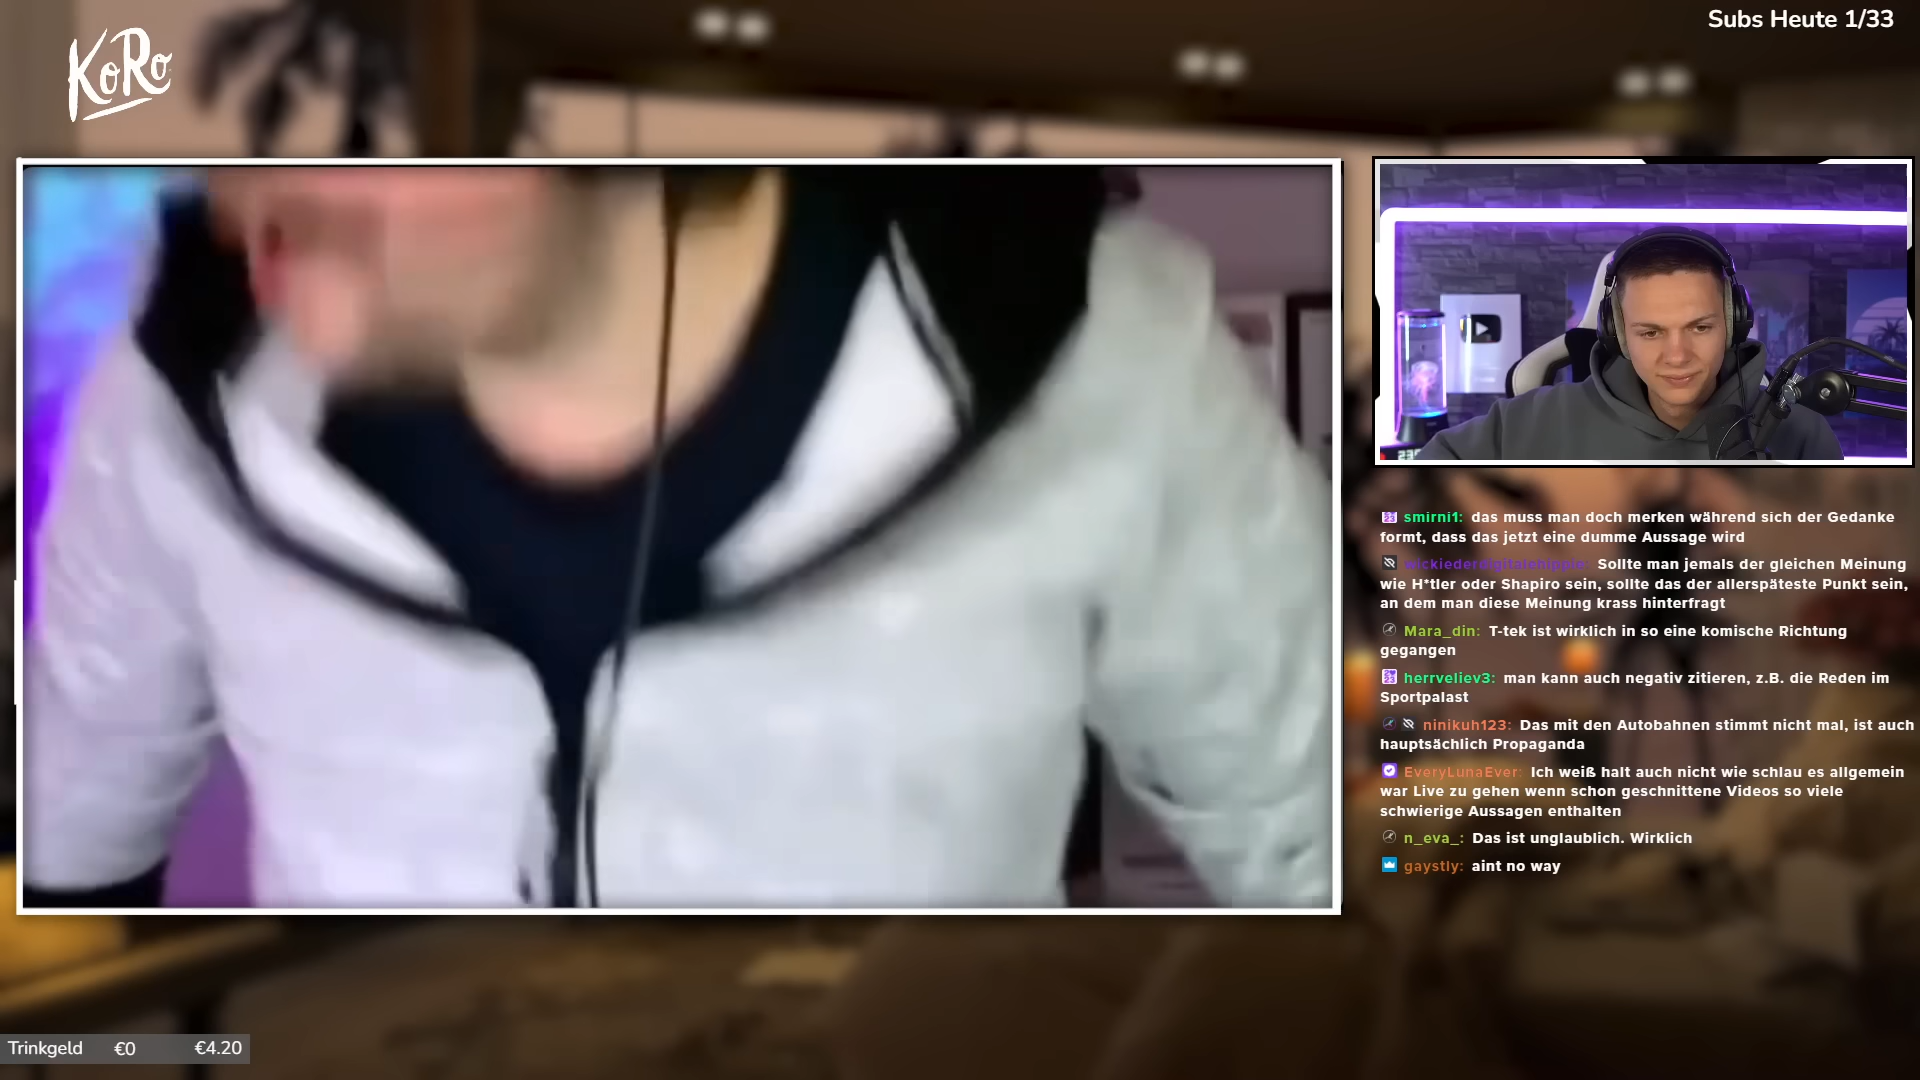 KoRo
Subs Heute 1/33
smirni1: das muss man doch merken während sich der Gedanke
formt, dass das jetzt eine dumme Aussage wird
wickiederdigitalehippie: Sollte man jemals der gleichen Meinung
wie H*tler oder Shapiro sein, sollte das der allerspäteste Punkt sein,
an dem man diese Meinung krass hinterfragt
Mara_din: T-tek ist wirklich in so eine komische Richtung
gegangen
herrveliev3: man kann auch negativ zitieren, z.B. die Reden im
Sportpalast
ninikuh123: Das mit den Autobahnen stimmt nicht mal, ist auch
hauptsächlich Propaganda
EveryLunaEver: Ich weiß halt auch nicht wie schlau es allgemein
war Live zu gehen wenn schon geschnittene Videos so viele
schwierige Aussagen enthalten
n_eva_: Das ist unglaublich. Wirklich
gaystly: aint no way
Trinkgeld €0 €4.20